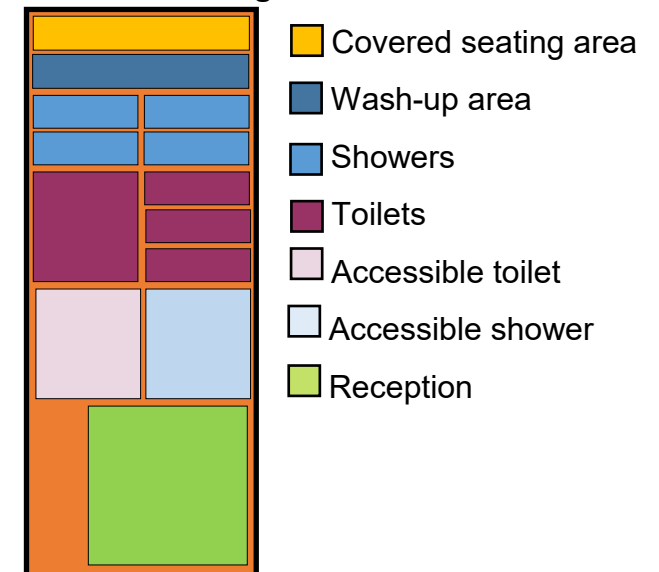 Covered seating area
Wash-up area
Showers
Toilets
Accessible toilet
Accessible shower
Reception